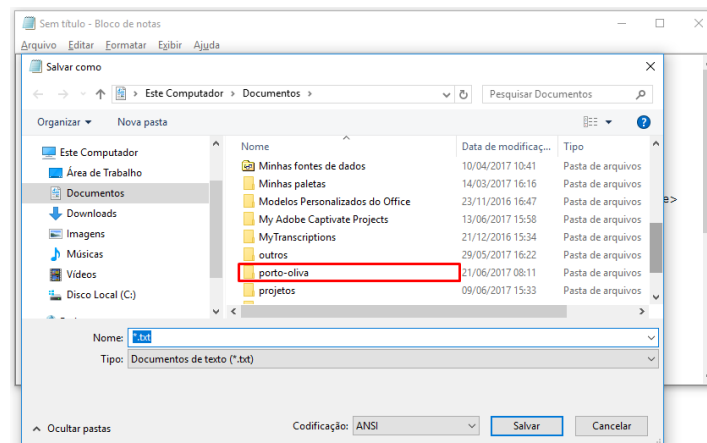 Sem título - Bloco de notas
Arquivo Editar Formatar Exibir Ajuda
Salvar como
Este Computador > Documentos >
Pesquisar Documentos
Organizar Nova pasta
Nome Data de modificaç... Tipo
Este Computador
Área de Trabalho
Documentos
Downloads
Imagens
Músicas
Vídeos
Disco Local (C:)
Minhas fontes de dados 10/04/2017 10:41 Pasta de arquivos
Minhas paletas 14/03/2017 16:16 Pasta de arquivos
Modelos Personalizados do Office 23/11/2016 16:47 Pasta de arquivos
My Adobe Captivate Projects 13/06/2017 15:58 Pasta de arquivos
MyTranscriptions 21/12/2016 15:34 Pasta de arquivos
outros 29/05/2017 16:22 Pasta de arquivos
porto-oliva 21/06/2017 08:11 Pasta de arquivos
projetos 09/06/2017 15:33 Pasta de arquivos
e>
Nome: *.txt
Tipo: Documentos de texto (*.txt)
Ocultar pastas
Codificação: ANSI
Salvar
Cancelar